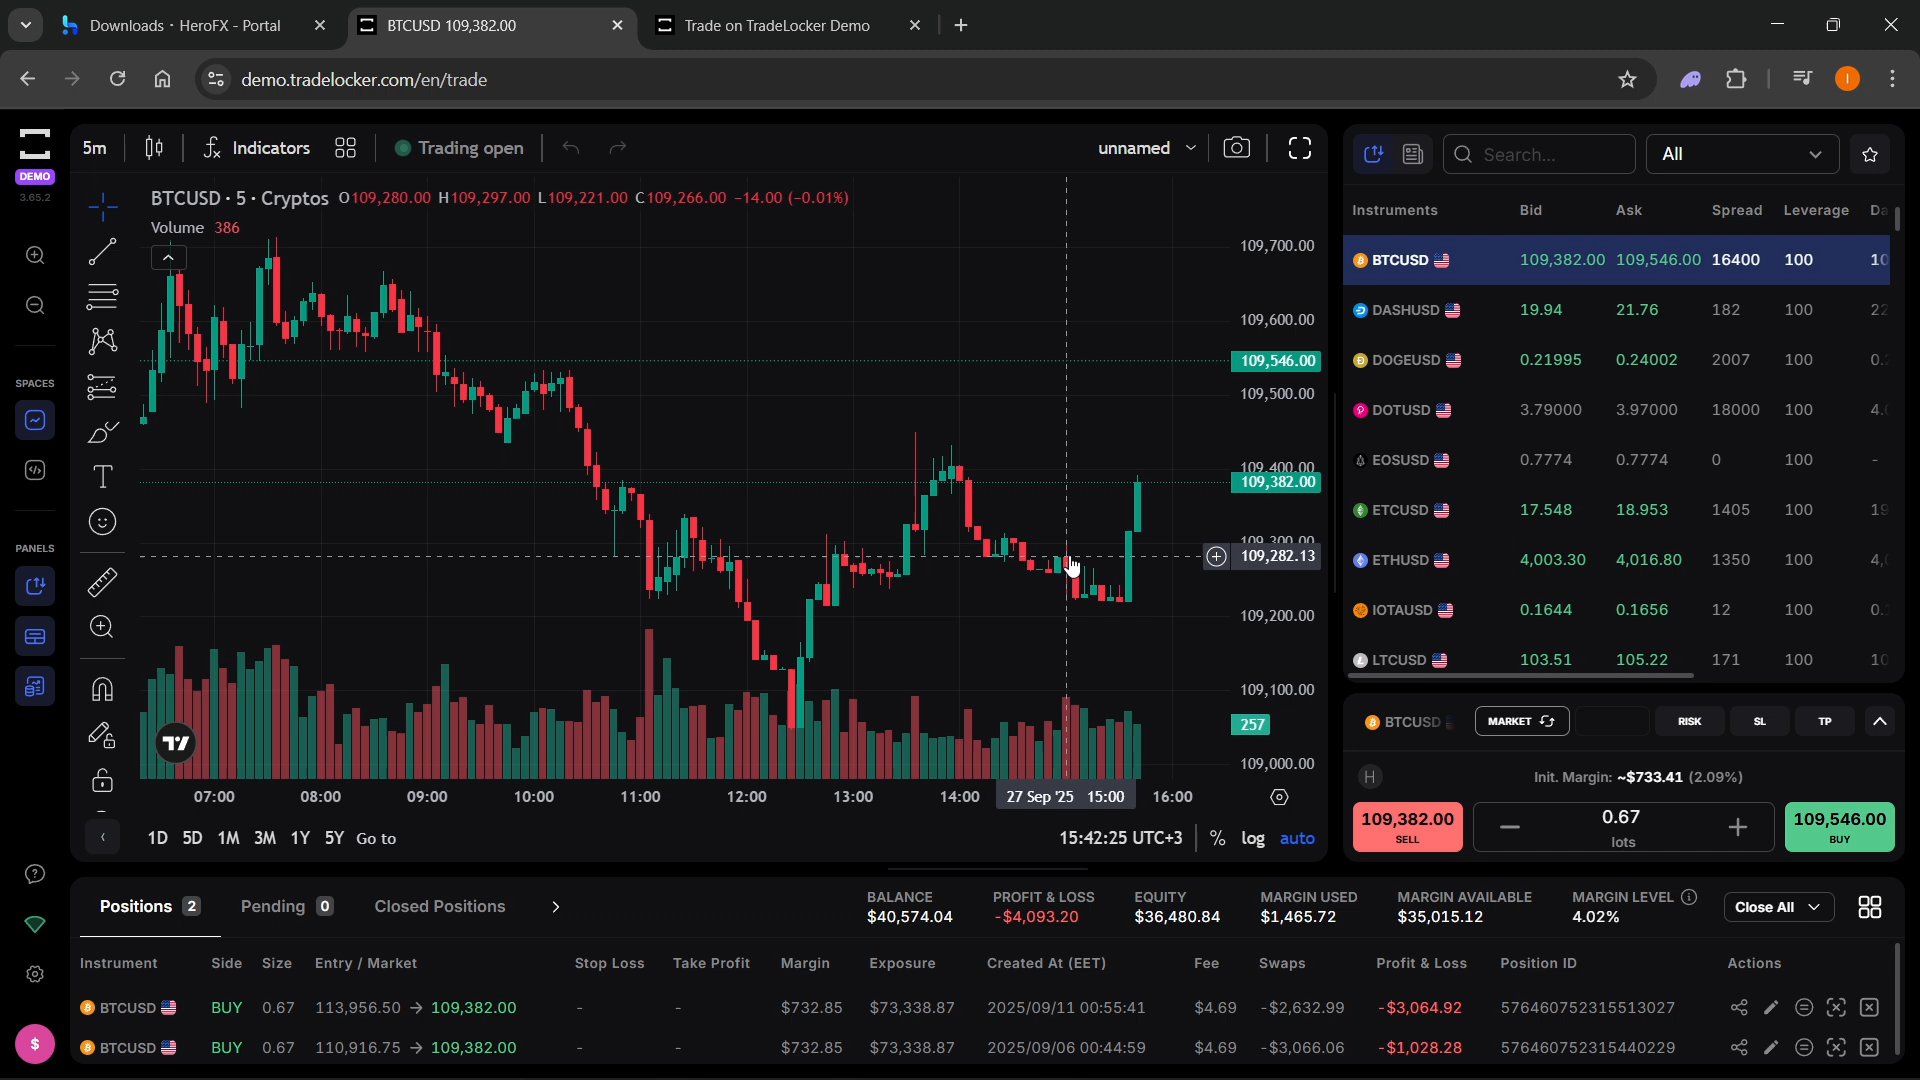 Downloads · HeroFX - Portal
BTCUSD 109,382.00
Trade on TradeLocker Demo
demo.tradelocker.com/en/trade
I
DEMO
3.65.2
SPACES
PANELS
$
5m
Indicators
Trading open
unnamed
BTCUSD · 5 · Cryptos O109,280.00 H109,297.00 L109,221.00 C109,266.00 -14.00 (-0.01%)
Volume 386
109,700.00
109,600.00
109,546.00
109,500.00
109,400.00
109,382.00
109,300.00
109,282.13
109,200.00
109,100.00
257
109,000.00
07:00 08:00 09:00 10:00 11:00 12:00 13:00 14:00 27 Sep '25 15:00 16:00
1D 5D 1M 3M 1Y 5Y Go to
15:42:25 UTC+3 % log auto
Search...
All
Instruments Bid Ask Spread Leverage Da
BTCUSD 109,382.00 109,546.00 16400 100 10
DASHUSD 19.94 21.76 182 100 22
DOGEUSD 0.21995 0.24002 2007 100 0.
DOTUSD 3.79000 3.97000 18000 100 4.
EOSUSD 0.7774 0.7774 0 100 -
ETCUSD 17.548 18.953 1405 100 19
ETHUSD 4,003.30 4,016.80 1350 100 4,
IOTAUSD 0.1644 0.1656 12 100 0.
LTCUSD 103.51 105.22 171 100 10
BTCUSD MARKET RISK SL TP
H
Init. Margin: ~$733.41 (2.09%)
109,382.00
SELL
0.67
lots
109,546.00
BUY
Positions 2
Pending 0
Closed Positions
BALANCE
$40,574.04
PROFIT & LOSS
-$4,093.20
EQUITY
$36,480.84
MARGIN USED
$1,465.72
MARGIN AVAILABLE
$35,015.12
MARGIN LEVEL
4.02%
Close All
Instrument Side Size Entry / Market Stop Loss Take Profit Margin Exposure Created At (EET) Fee Swaps Profit & Loss Position ID Actions
BTCUSD BUY 0.67 113,956.50 → 109,382.00 - - $732.85 $73,338.87 2025/09/11 00:55:41 $4.69 -$2,632.99 -$3,064.92 576460752315513027
BTCUSD BUY 0.67 110,916.75 → 109,382.00 - - $732.85 $73,338.87 2025/09/06 00:44:59 $4.69 -$3,066.06 -$1,028.28 576460752315440229